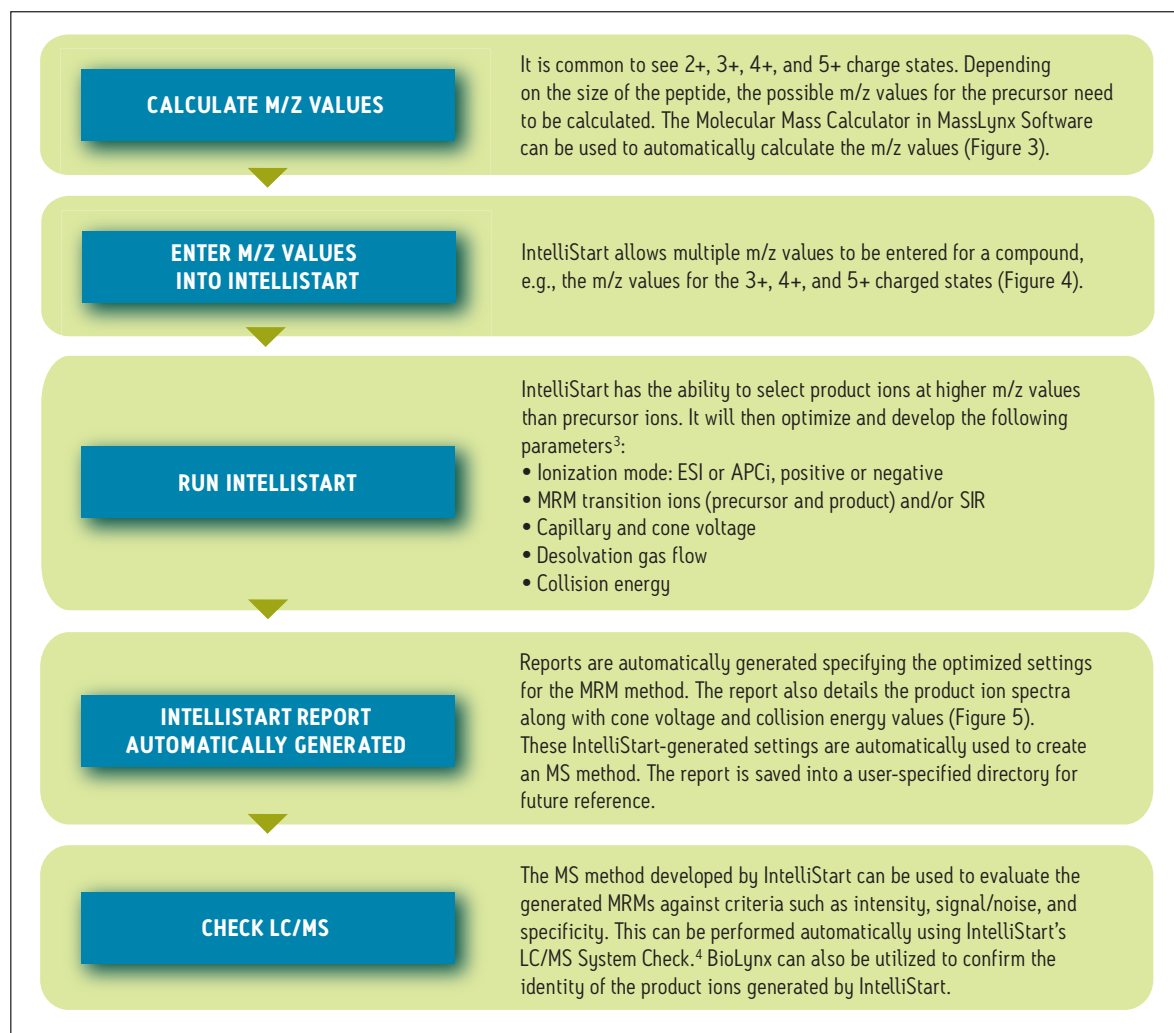 CALCULATE M/Z VALUES
It is common to see 2+, 3+, 4+, and 5+ charge states. Depending
on the size of the peptide, the possible m/z values for the precursor need
to be calculated. The Molecular Mass Calculator in MassLynx Software
can be used to automatically calculate the m/z values (Figure 3).
ENTER M/Z VALUES
INTO INTELLISTART
IntelliStart allows multiple m/z values to be entered for a compound,
e.g., the m/z values for the 3+, 4+, and 5+ charged states (Figure 4).
RUN INTELLISTART
IntelliStart has the ability to select product ions at higher m/z values
than precursor ions. It will then optimize and develop the following
parameters³:
• Ionization mode: ESI or APCi, positive or negative
• MRM transition ions (precursor and product) and/or SIR
• Capillary and cone voltage
• Desolvation gas flow
• Collision energy
INTELLISTART REPORT
AUTOMATICALLY GENERATED
Reports are automatically generated specifying the optimized settings
for the MRM method. The report also details the product ion spectra
along with cone voltage and collision energy values (Figure 5).
These IntelliStart-generated settings are automatically used to create
an MS method. The report is saved into a user-specified directory for
future reference.
CHECK LC/MS
The MS method developed by IntelliStart can be used to evaluate the
generated MRMs against criteria such as intensity, signal/noise, and
specificity. This can be performed automatically using IntelliStart's
LC/MS System Check.⁴ BioLynx can also be utilized to confirm the
identity of the product ions generated by IntelliStart.